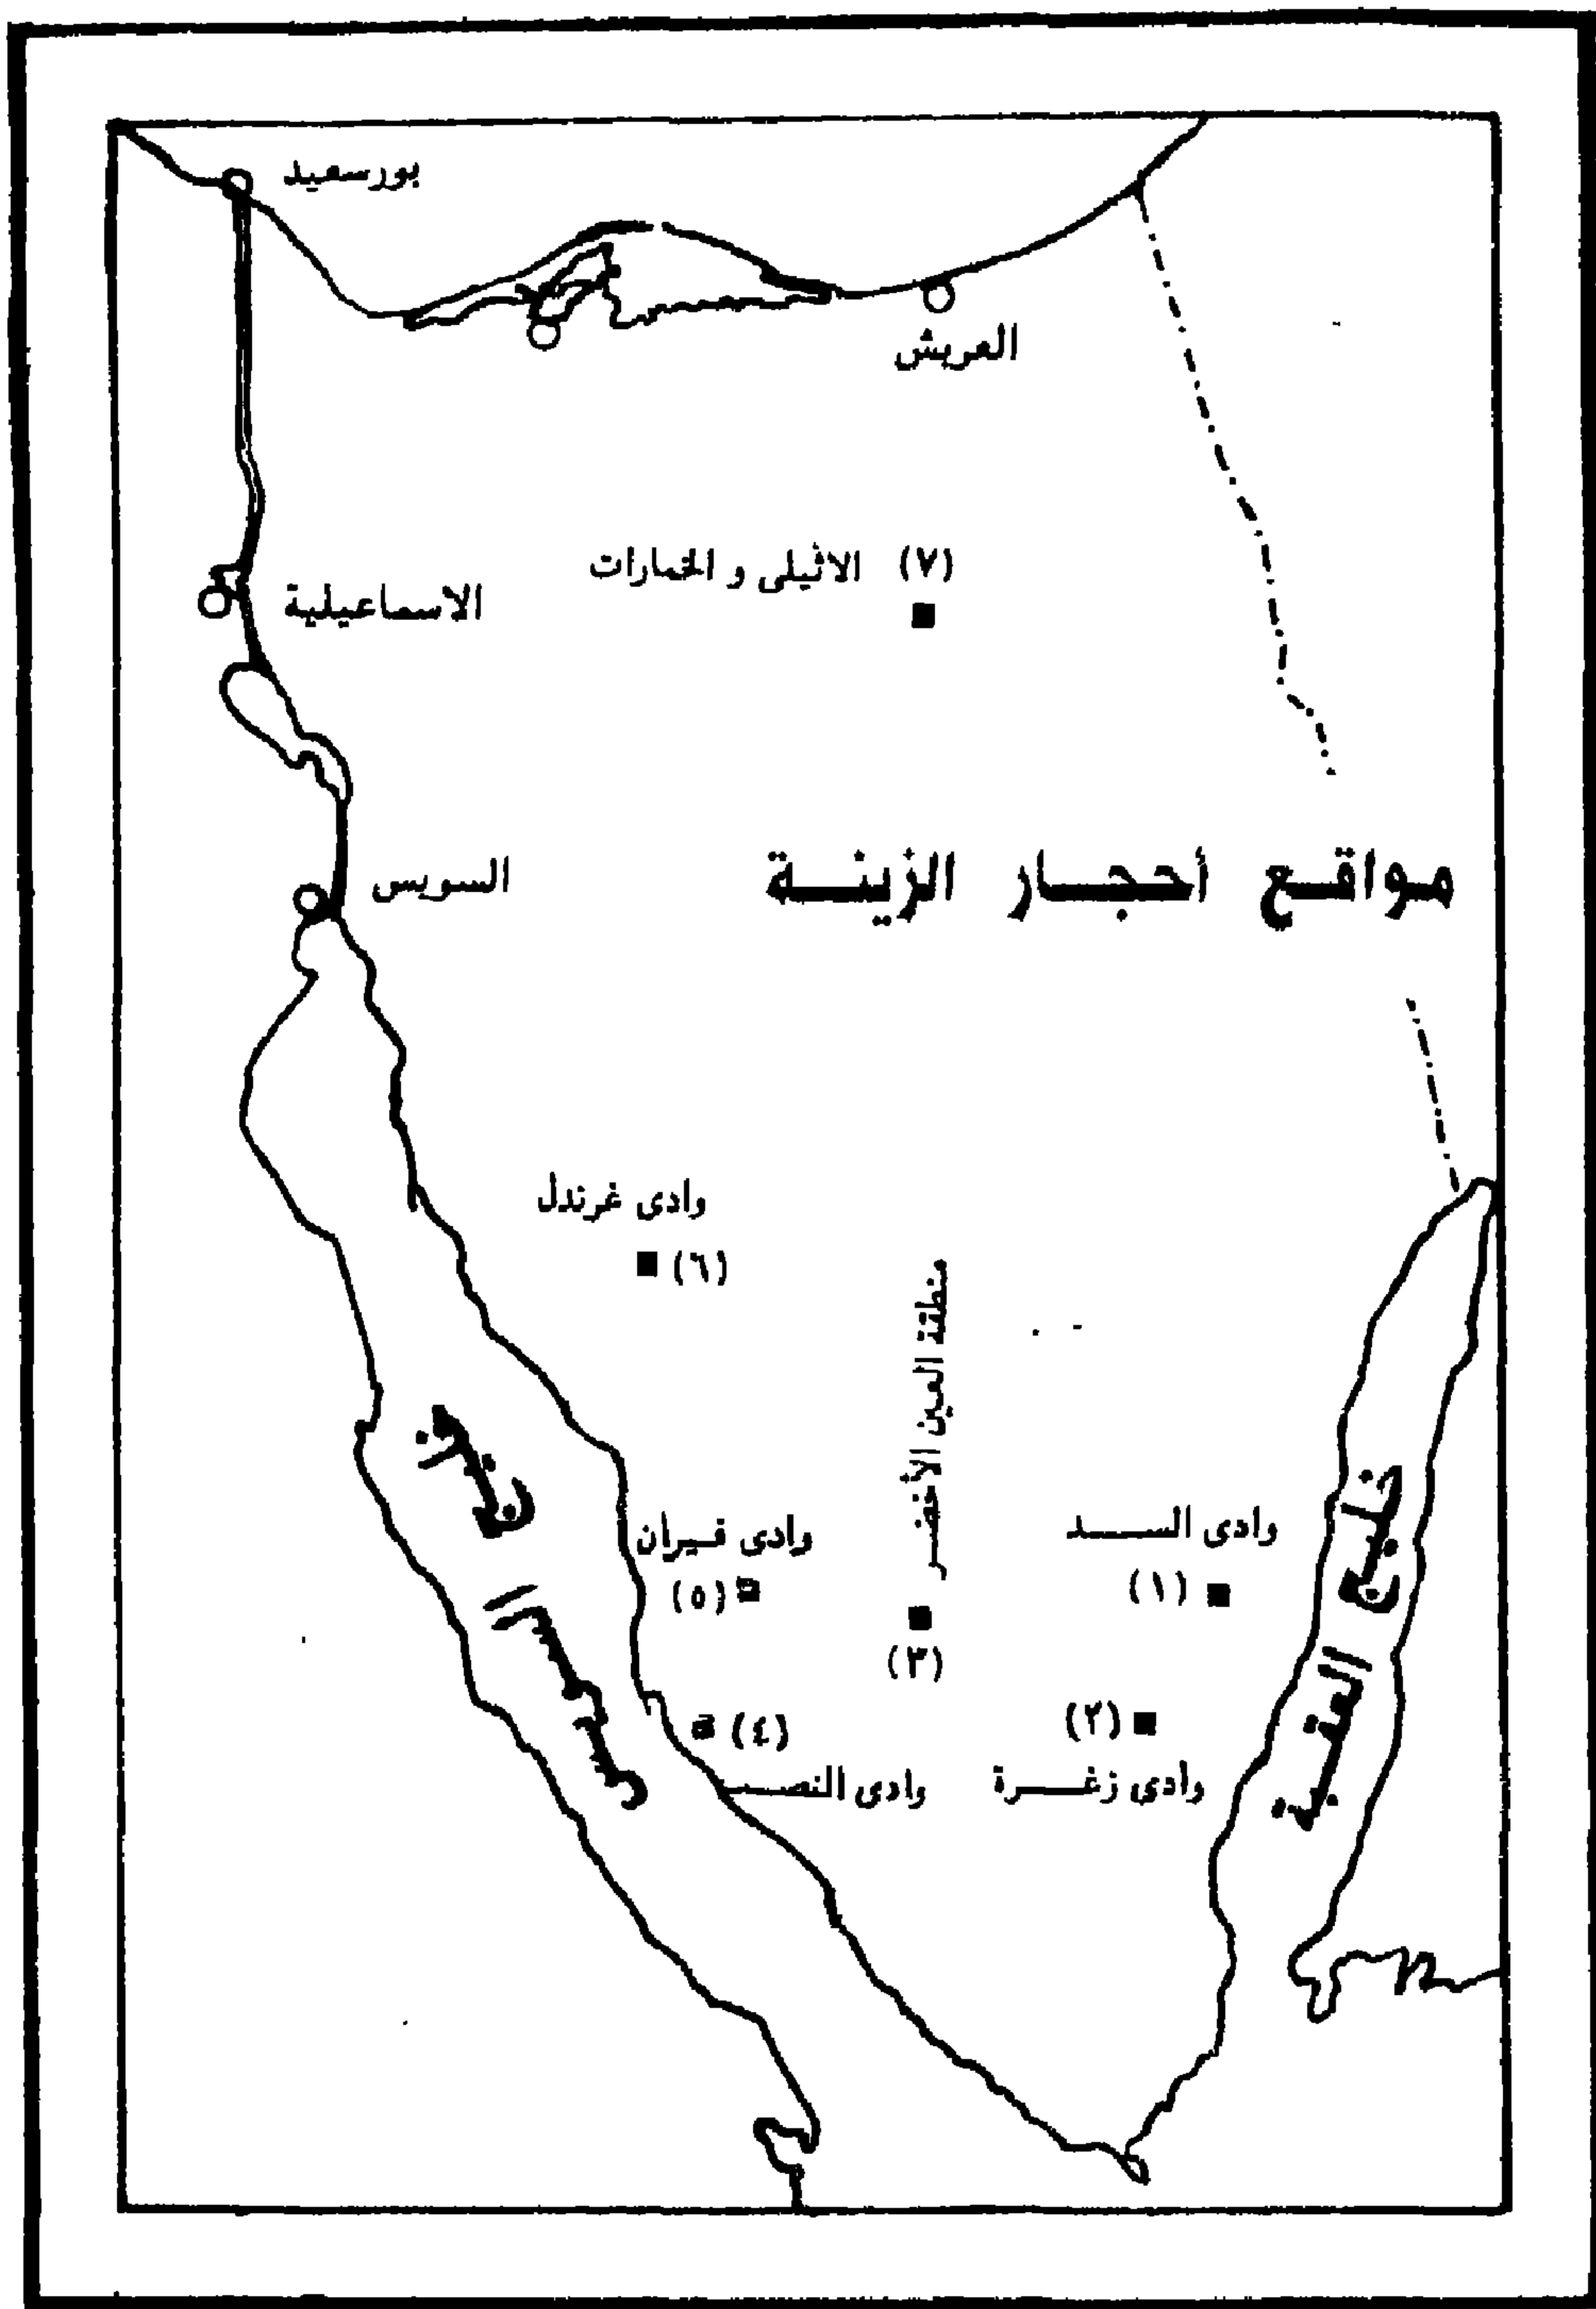 بورسعيد
العريش
(٧) الاثيلى و الخمارات
الاسماعيلية
السويس
مواقع أحجار الزينة
وادى غرندل
(٦)
منطقة العين الأخضر
(٣)
وادى فيران
(٥)
وادى السد
(١)
(٢)
وادى زغرة
(٤)
وادى النصب
خليج السويس
خليج العقبة